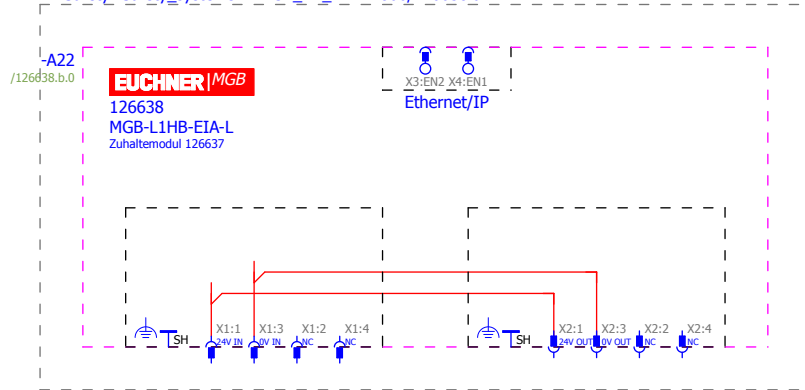 -A22
/126638.b.0
EUCHNER MGB
126638
MGB-L1HB-EIA-L
Zuhaltemodul 126637
X3:EN2 X4:EN1
Ethernet/IP
X1:1 X1:3 X1:2 X1:4
SH 24V IN 0V IN NC NC
X2:1 X2:3 X2:2 X2:4
SH 24V OUT 0V OUT NC NC